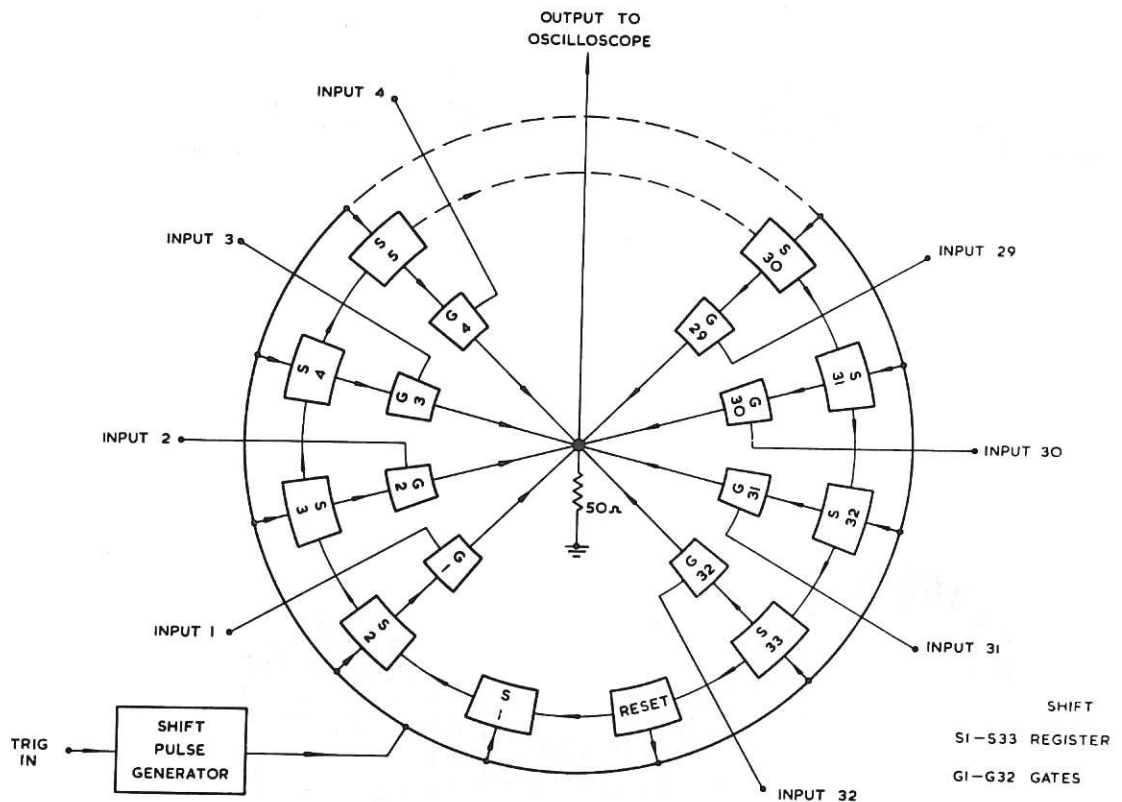 OUTPUT TO
OSCILLOSCOPE
INPUT 4
INPUT 3
INPUT 29
S
5
S
30
G
4
G
29
S
4
G
3
G
30
S
31
INPUT 2
INPUT 30
S
3
G
2
G
31
S
32
50Ω
G
1
G
32
INPUT 1
INPUT 31
S
2
S
33
S
1
RESET
TRIG
IN
SHIFT
PULSE
GENERATOR
INPUT 32
SHIFT
S1-S33 REGISTER
G1-G32 GATES